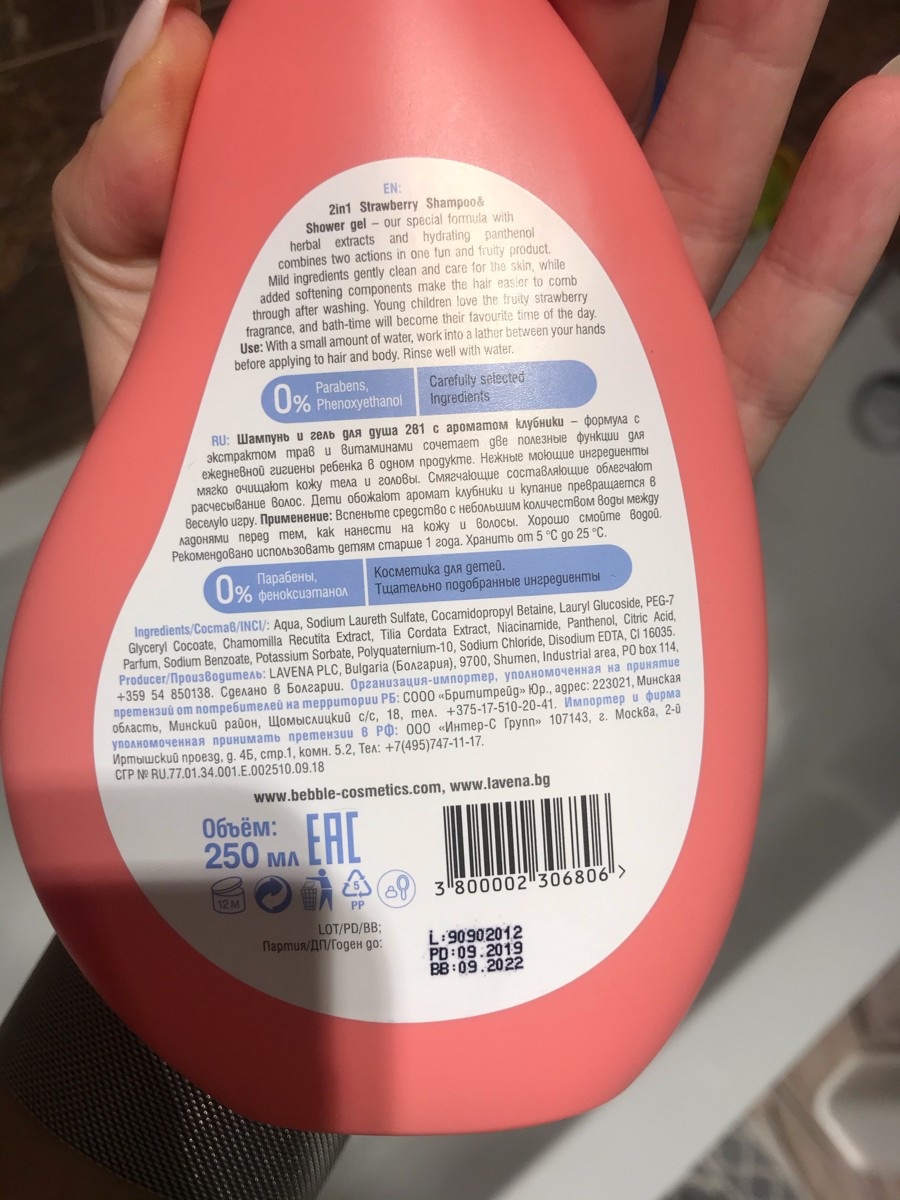 EN:
2in1 Strawberry Shampoo&
Shower gel – our special formula with
herbal extracts and hydrating panthenol
combines two actions in one fun and fruity product.
Mild ingredients gently clean and care for the skin, while
added softening components make the hair easier to comb
through after washing. Young children love the fruity strawberry
fragrance, and bath-time will become their favourite time of the day.
Use: With a small amount of water, work into a lather between your hands
before applying to hair and body. Rinse well with water.
0% Parabens,
Phenoxyethanol
Carefully selected
Ingredients
RU: Шампунь и гель для душа 2в1 с ароматом клубники – формула с
экстрактом трав и витаминами сочетает две полезные функции для
ежедневной гигиены ребенка в одном продукте. Нежные моющие ингредиенты
мягко очищают кожу тела и головы. Смягчающие составляющие облегчают
расчесывание волос. Дети обожают аромат клубники и купание превращается в
веселую игру. Применение: Вспеньте средство с небольшим количеством воды между
ладонями перед тем, как нанести на кожу и волосы. Хорошо смойте водой.
Рекомендовано использовать детям старше 1 года. Хранить от 5 °C до 25 °C.
0% Парабены,
феноксиэтанол
Косметика для детей.
Тщательно подобранные ингредиенты
Ingredients/Состав/INCI/: Aqua, Sodium Laureth Sulfate, Cocamidopropyl Betaine, Lauryl Glucoside, PEG-7
Glyceryl Cocoate, Chamomilla Recutita Extract, Tilia Cordata Extract, Niacinamide, Panthenol, Citric Acid,
Parfum, Sodium Benzoate, Potassium Sorbate, Polyquaternium-10, Sodium Chloride, Disodium EDTA, CI 16035.
Producer/Производитель: LAVENA PLC, Bulgaria (Болгария), 9700, Shumen, Industrial area, PO box 114,
+359 54 850138. Сделано в Болгарии. Организация-импортер, уполномоченная на принятие
претензий от потребителей на территории РБ: СООО «Брититрейд» Юр., адрес: 223021, Минская
область, Минский район, Щомыслицкий с/с, 18, тел. +375-17-510-20-41. Импортер и фирма
уполномоченная принимать претензии в РФ: ООО «Интер-С Групп» 107143, г. Москва, 2-й
Иртышский проезд, д. 4Б, стр.1, комн. 5.2, Тел: +7(495)747-11-17.
СГР № RU.77.01.34.001.E.002510.09.18
www.bebble-cosmetics.com, www.lavena.bg
Объём:
250 мл
EAC
12 M
5
PP
3 800002 306806 >
LOT/PD/BB;
Партия/ДП/Годен до:
L:90902012
PD:09.2019
BB:09.2022